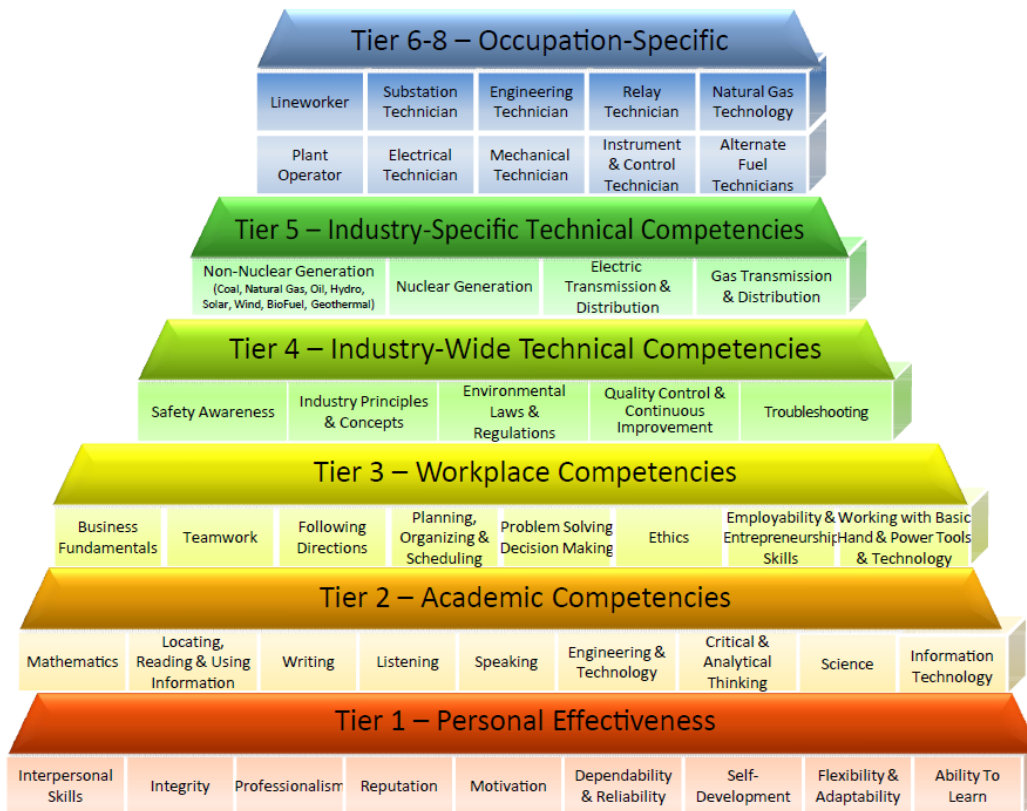 Tier 6-8 – Occupation-Specific
Lineworker
Substation
Technician
Engineering
Technician
Relay
Technician
Natural Gas
Technology
Plant
Operator
Electrical
Technician
Mechanical
Technician
Instrument
& Control
Technician
Alternate
Fuel
Technicians
Tier 5 – Industry-Specific Technical Competencies
Non-Nuclear Generation
(Coal, Natural Gas, Oil, Hydro,
Solar, Wind, BioFuel, Geothermal)
Nuclear Generation
Electric
Transmission &
Distribution
Gas Transmission
& Distribution
Tier 4 – Industry-Wide Technical Competencies
Safety Awareness
Industry Principles
& Concepts
Environmental
Laws &
Regulations
Quality Control &
Continuous
Improvement
Troubleshooting
Tier 3 – Workplace Competencies
Business
Fundamentals
Teamwork
Following
Directions
Planning,
Organizing &
Scheduling
Problem Solving
Decision Making
Ethics
Employability &
Entrepreneurship
Skills
Working with Basic
Hand & Power Tools
& Technology
Tier 2 – Academic Competencies
Mathematics
Locating,
Reading & Using
Information
Writing
Listening
Speaking
Engineering &
Technology
Critical &
Analytical
Thinking
Science
Information
Technology
Tier 1 – Personal Effectiveness
Interpersonal
Skills
Integrity
Professionalism
Reputation
Motivation
Dependability
& Reliability
Self-
Development
Flexibility &
Adaptability
Ability To
Learn